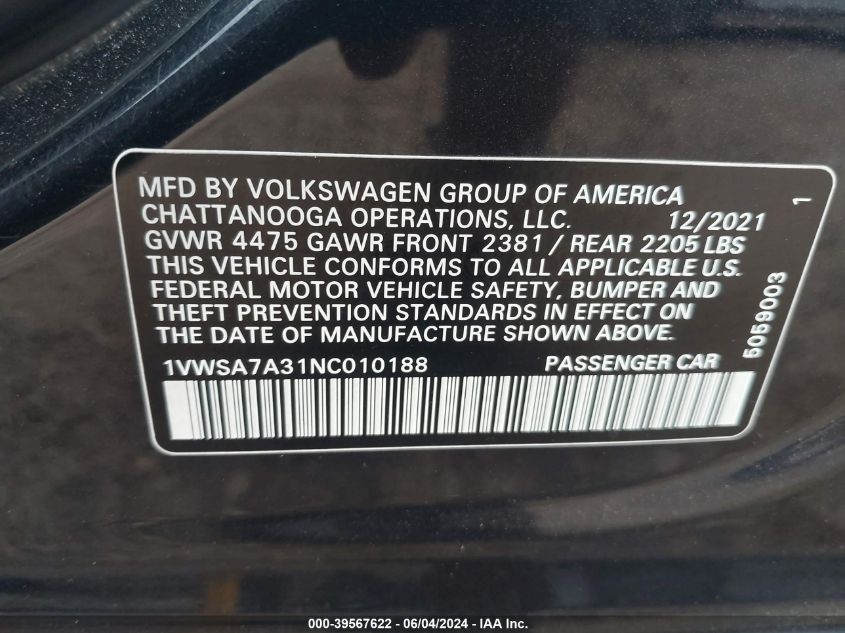 MFD BY VOLKSWAGEN GROUP OF AMERICA
CHATTANOOGA OPERATIONS, LLC. 12/2021
GVWR 4475 GAWR FRONT 2381 / REAR 2205 LBS
THIS VEHICLE CONFORMS TO ALL APPLICABLE U.S.
FEDERAL MOTOR VEHICLE SAFETY, BUMPER AND
THEFT PREVENTION STANDARDS IN EFFECT ON
THE DATE OF MANUFACTURE SHOWN ABOVE.
1VWSA7A31NC010188 PASSENGER CAR
1
5059003
000-39567622 - 06/04/2024 - IAA Inc.